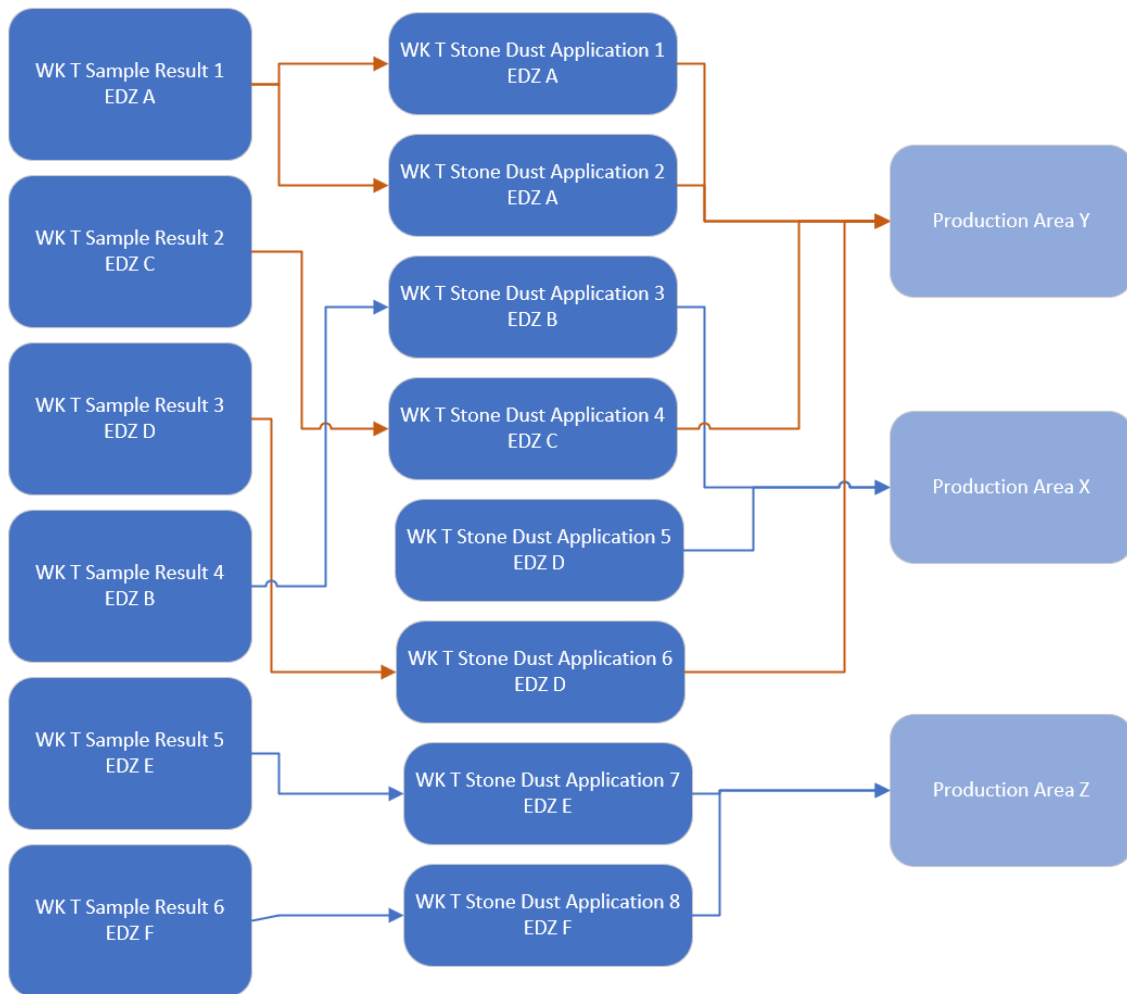 WK T Sample Result 1
EDZ A
WK T Sample Result 2
EDZ C
WK T Sample Result 3
EDZ D
WK T Sample Result 4
EDZ B
WK T Sample Result 5
EDZ E
WK T Sample Result 6
EDZ F
WK T Stone Dust Application 1
EDZ A
WK T Stone Dust Application 2
EDZ A
WK T Stone Dust Application 3
EDZ B
WK T Stone Dust Application 4
EDZ C
WK T Stone Dust Application 5
EDZ D
WK T Stone Dust Application 6
EDZ D
WK T Stone Dust Application 7
EDZ E
WK T Stone Dust Application 8
EDZ F
Production Area Y
Production Area X
Production Area Z